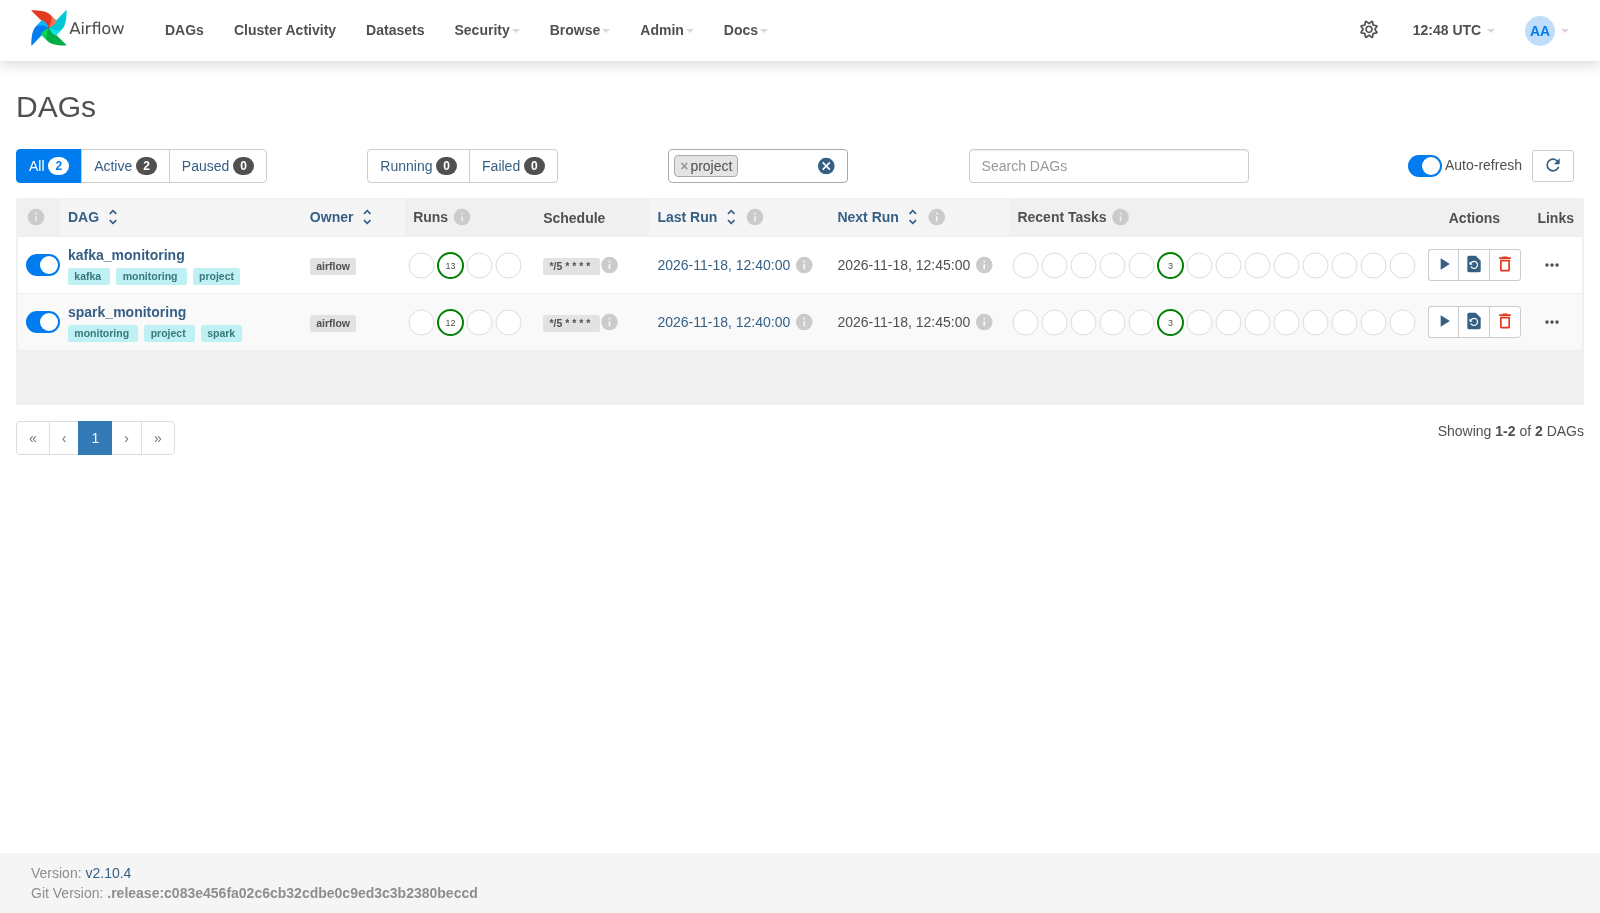 Airflow DAGs Cluster Activity Datasets Security Browse Admin Docs 12:48 UTC AA
DAGs
All 2 Active 2 Paused 0 Running 0 Failed 0 ×project Search DAGs Auto-refresh
DAG Owner Runs Schedule Last Run Next Run Recent Tasks Actions Links
kafka_monitoring
kafka monitoring project airflow 13 */5 * * * * 2026-11-18, 12:40:00 2026-11-18, 12:45:00 3
spark_monitoring
monitoring project spark airflow 12 */5 * * * * 2026-11-18, 12:40:00 2026-11-18, 12:45:00 3
« ‹ 1 › » Showing 1-2 of 2 DAGs
Version: v2.10.4
Git Version: .release:c083e456fa02c6cb32cdbe0c9ed3c3b2380beccd